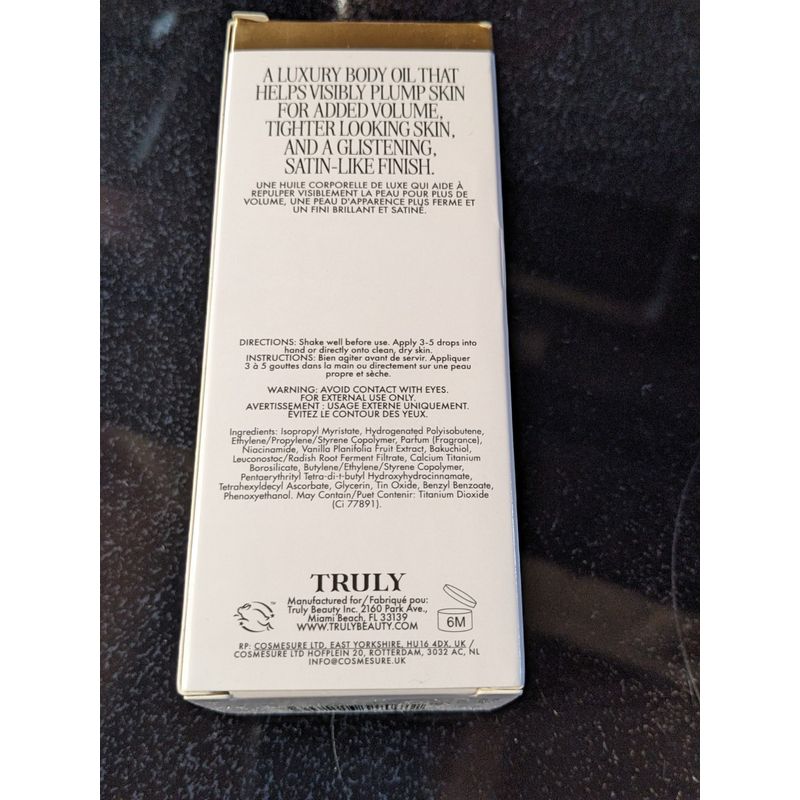 A LUXURY BODY OIL THAT
HELPS VISIBLY PLUMP SKIN
FOR ADDED VOLUME,
TIGHTER LOOKING SKIN,
AND A GLISTENING,
SATIN-LIKE FINISH.
UNE HUILE CORPORELLE DE LUXE QUI AIDE À
REPULPER VISIBLEMENT LA PEAU POUR PLUS DE
VOLUME, UNE PEAU D'APPARENCE PLUS FERME ET
UN FINI BRILLANT ET SATINÉ.
DIRECTIONS: Shake well before use. Apply 3-5 drops into
hand or directly onto clean, dry skin.
INSTRUCTIONS: Bien agiter avant de servir. Appliquer
3 à 5 gouttes dans la main ou directement sur une peau
propre et sèche.
WARNING: AVOID CONTACT WITH EYES.
FOR EXTERNAL USE ONLY.
AVERTISSEMENT : USAGE EXTERNE UNIQUEMENT.
ÉVITEZ LE CONTOUR DES YEUX.
Ingredients: Isopropyl Myristate, Hydrogenated Polyisobutene,
Ethylene/Propylene/Styrene Copolymer, Parfum (Fragrance),
Niacinamide, Vanilla Planifolia Fruit Extract, Bakuchiol,
Leuconostoc/Radish Root Ferment Filtrate, Calcium Titanium
Borosilicate, Butylene/Ethylene/Styrene Copolymer,
Pentaerythrityl Tetra-di-t-butyl Hydroxyhydrocinnamate,
Tetrahexyldecyl Ascorbate, Glycerin, Tin Oxide, Benzyl Benzoate,
Phenoxyethanol. May Contain/Puet Contenir: Titanium Dioxide
(Ci 77891).
TRULY
Manufactured for/Fabriqué pou:
Truly Beauty Inc. 2160 Park Ave.,
Miami Beach, FL 33139
WWW.TRULYBEAUTY.COM
6M
RP: COSMESURE LTD, EAST YORKSHIRE, HU16 4DX, UK /
COSMESURE LTD HOFPLEIN 20, ROTTERDAM, 3032 AC, NL
INFO@COSMESURE.UK